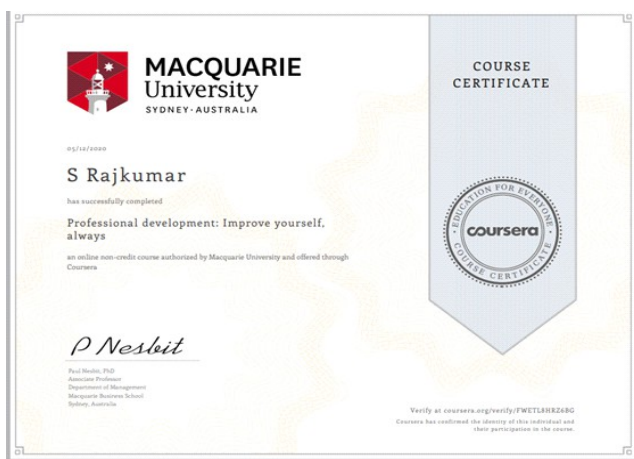 MACQUARIE
University
SYDNEY-AUSTRALIA
COURSE
CERTIFICATE
05/12/2020
S Rajkumar
has successfully completed
Professional development: Improve yourself,
always
an online non-credit course authorized by Macquarie University and offered through
Coursera
EDUCATION FOR EVERYONE
coursera
COURSE CERTIFICATE
P Nesbit
Paul Nesbit, PhD
Associate Professor
Department of Management
Macquarie Business School
Sydney, Australia
Verify at coursera.org/verify/FWETL8HRZ6BG
Coursera has confirmed the identity of this individual and
their participation in the course.